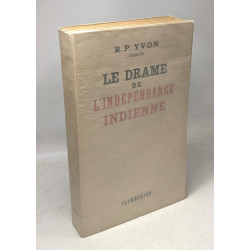 R. P. YVON
LE DRAME
DE
L'INDÉPENDANCE
INDIENNE
FLAMMARION